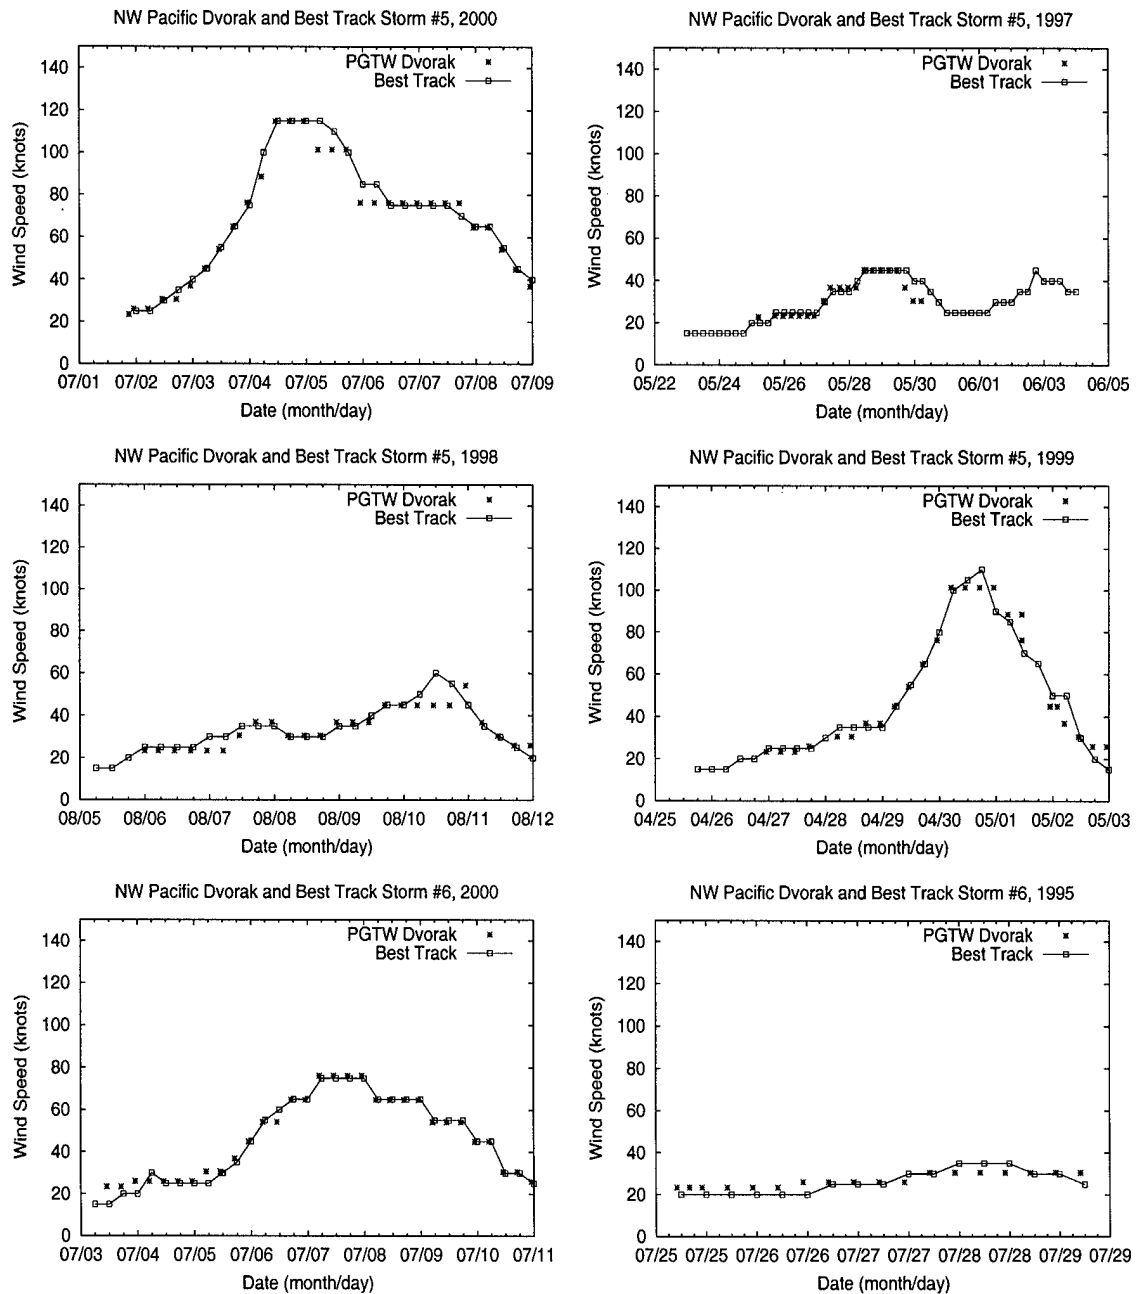 NW Pacific Dvorak and Best Track Storm #5, 2000
PGTW Dvorak
Best Track
Wind Speed (knots)
140
120
100
80
60
40
20
0
07/01 07/02 07/03 07/04 07/05 07/06 07/07 07/08 07/09
Date (month/day)
NW Pacific Dvorak and Best Track Storm #5, 1997
PGTW Dvorak
Best Track
Wind Speed (knots)
140
120
100
80
60
40
20
0
05/22 05/24 05/26 05/28 05/30 06/01 06/03 06/05
Date (month/day)
NW Pacific Dvorak and Best Track Storm #5, 1998
PGTW Dvorak
Best Track
Wind Speed (knots)
140
120
100
80
60
40
20
0
08/05 08/06 08/07 08/08 08/09 08/10 08/11 08/12
Date (month/day)
NW Pacific Dvorak and Best Track Storm #5, 1999
PGTW Dvorak
Best Track
Wind Speed (knots)
140
120
100
80
60
40
20
0
04/25 04/26 04/27 04/28 04/29 04/30 05/01 05/02 05/03
Date (month/day)
NW Pacific Dvorak and Best Track Storm #6, 2000
PGTW Dvorak
Best Track
Wind Speed (knots)
140
120
100
80
60
40
20
0
07/03 07/04 07/05 07/06 07/07 07/08 07/09 07/10 07/11
Date (month/day)
NW Pacific Dvorak and Best Track Storm #6, 1995
PGTW Dvorak
Best Track
Wind Speed (knots)
140
120
100
80
60
40
20
0
07/25 07/25 07/26 07/26 07/27 07/27 07/28 07/28 07/29 07/29
Date (month/day)